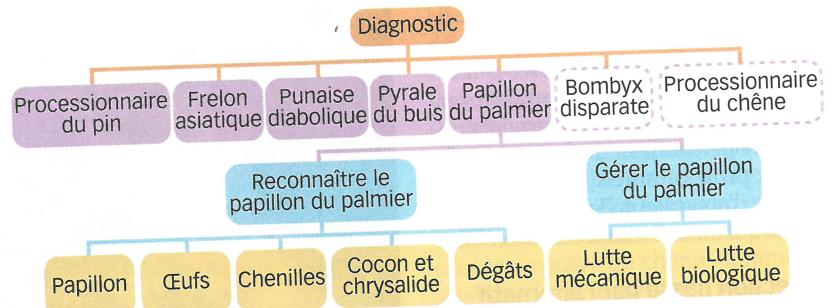 Diagnostic
Processionnaire
du pin
Frelon
asiatique
Punaise
diabolique
Pyrale
du buis
Papillon
du palmier
Bombyx
disparate
Processionnaire
du chêne
Reconnaître le
papillon du palmier
Gérer le papillon
du palmier
Papillon
Œufs
Chenilles
Cocon et
chrysalide
Dégâts
Lutte
mécanique
Lutte
biologique